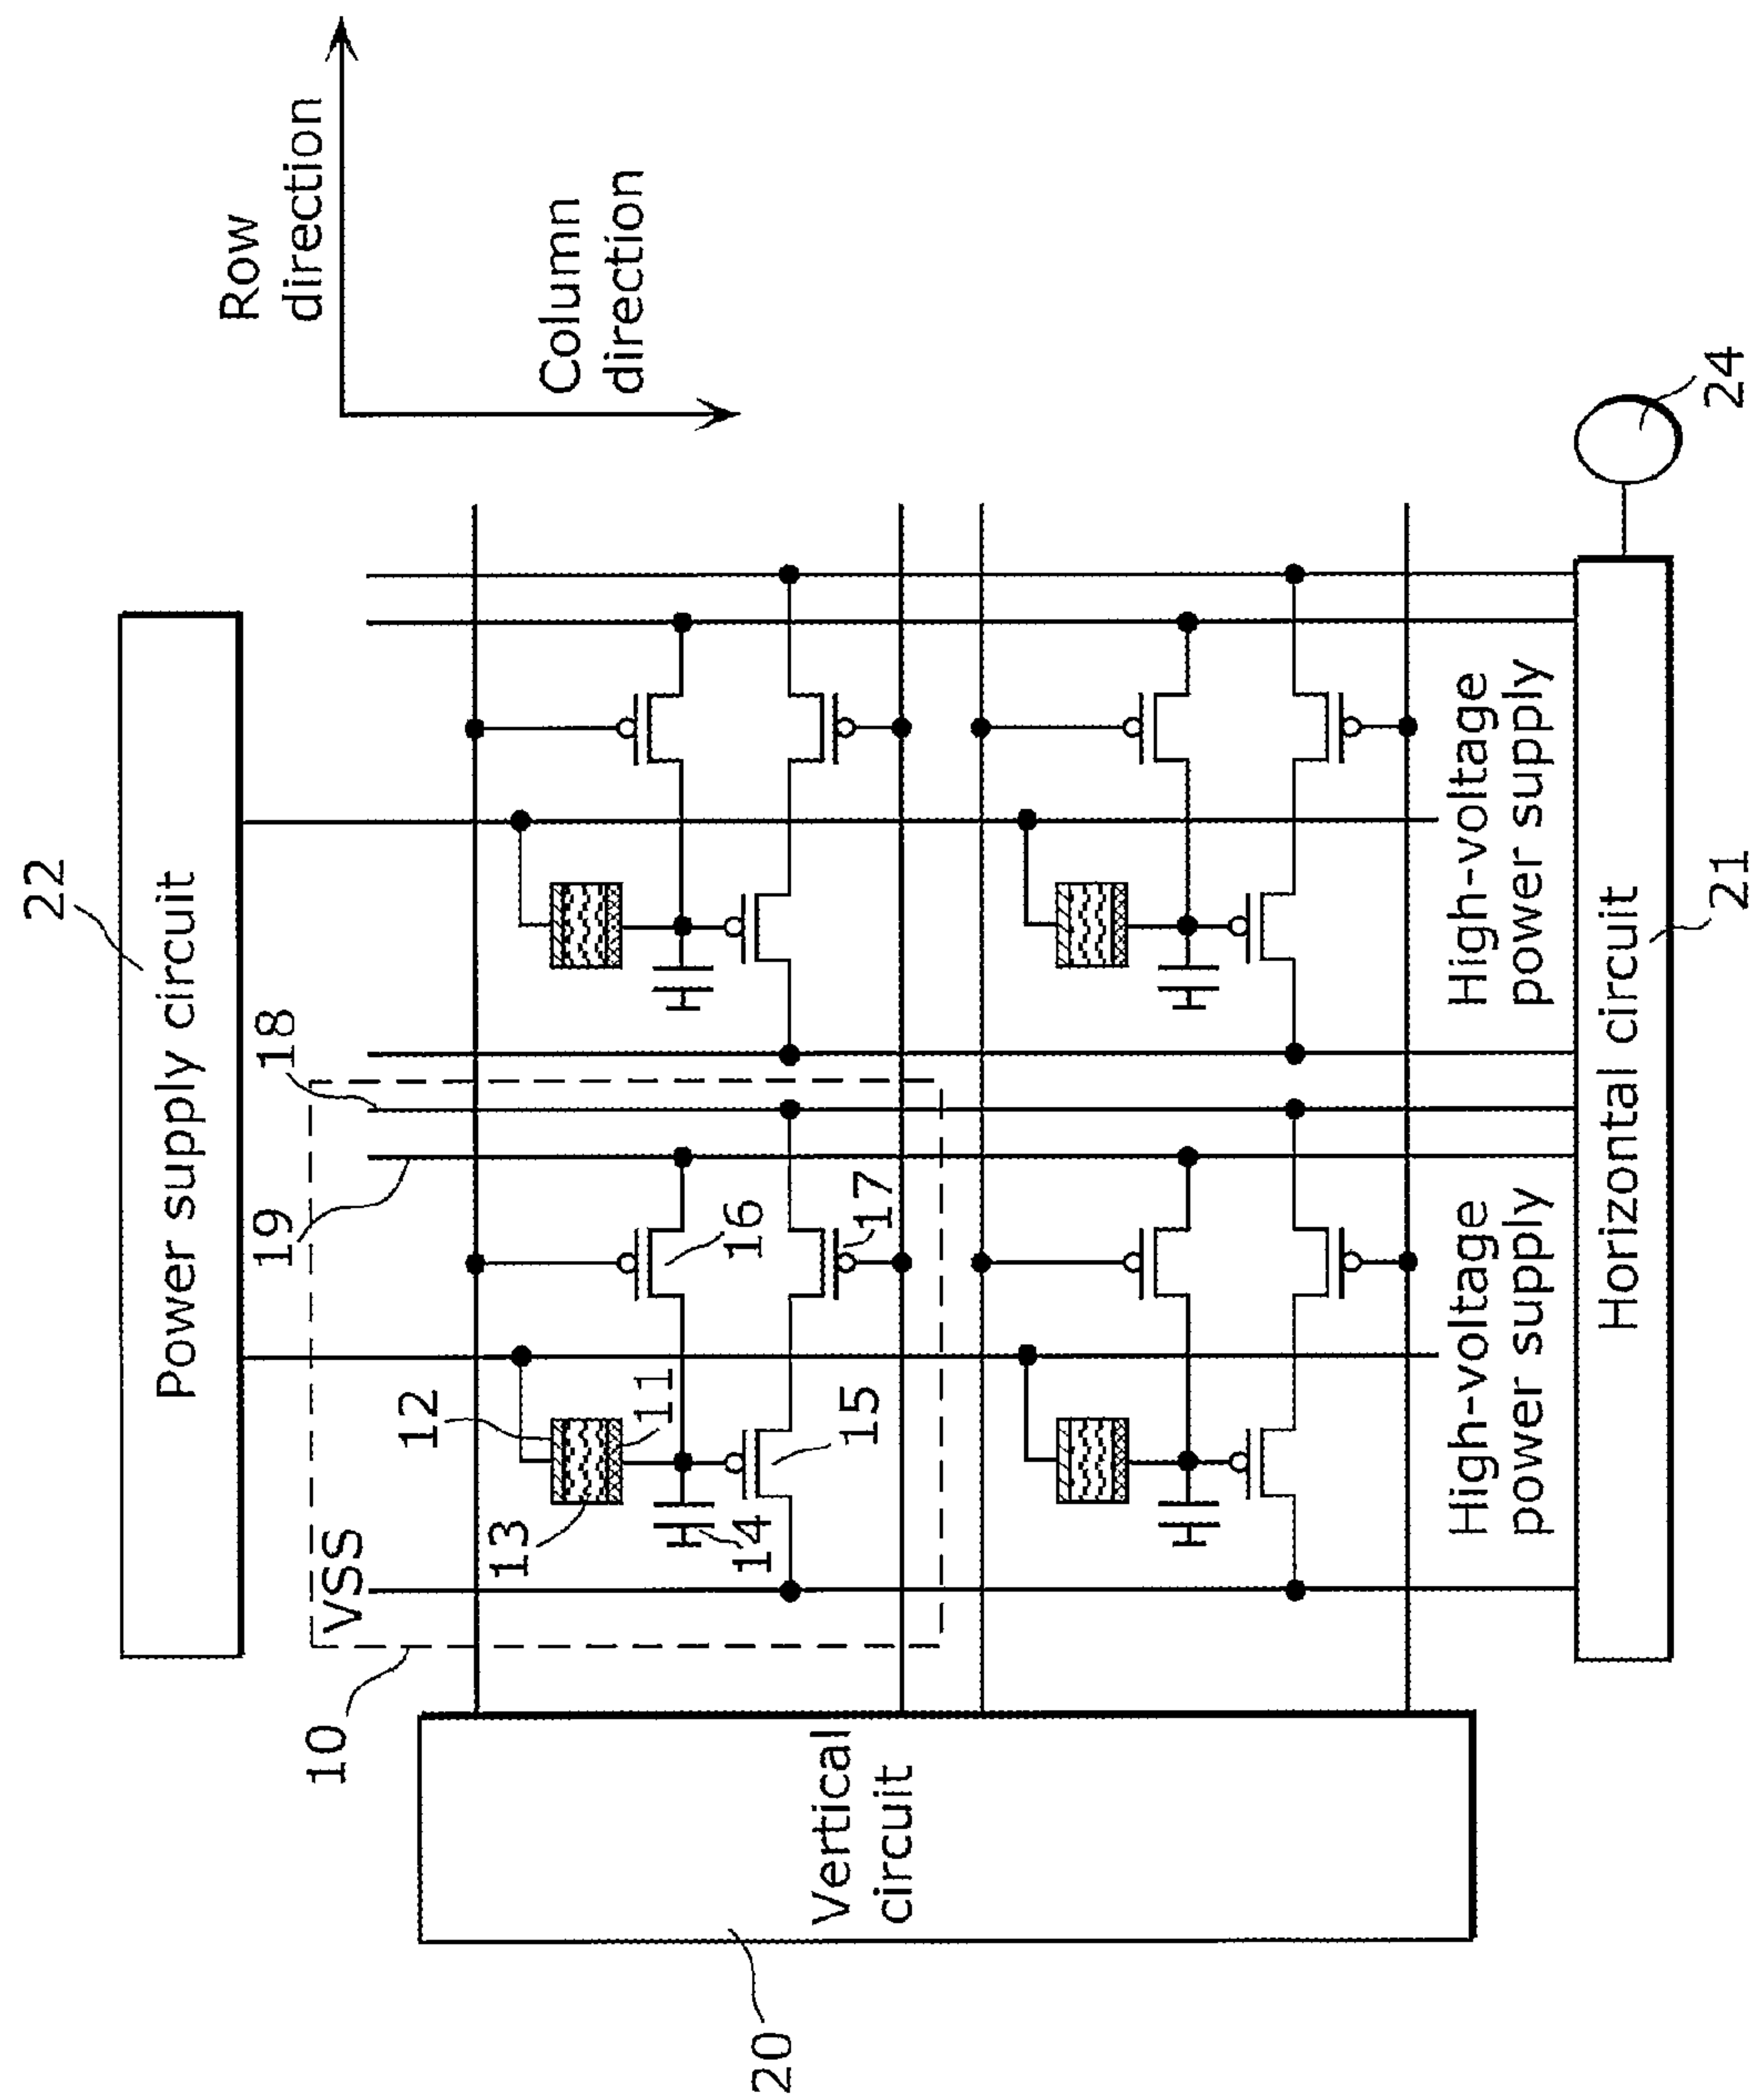 22
Power supply circuit
Row
direction
Column
direction
18
19
10
VSS
12
13
11
14
16
15
17
Vertical
circuit
20
High-voltage
power supply
High-voltage
power supply
Horizontal circuit
21
24